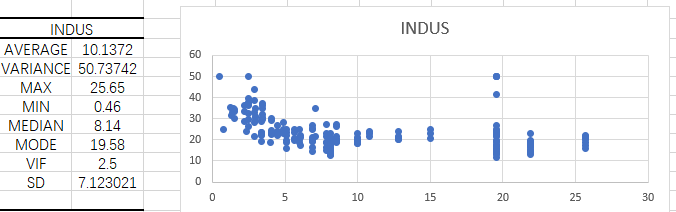 INDUS
AVERAGE 10.1372
VARIANCE 50.73742
MAX 25.65
MIN 0.46
MEDIAN 8.14
MODE 19.58
VIF 2.5
SD 7.123021
INDUS
60
50
40
30
20
10
0
0 5 10 15 20 25 30